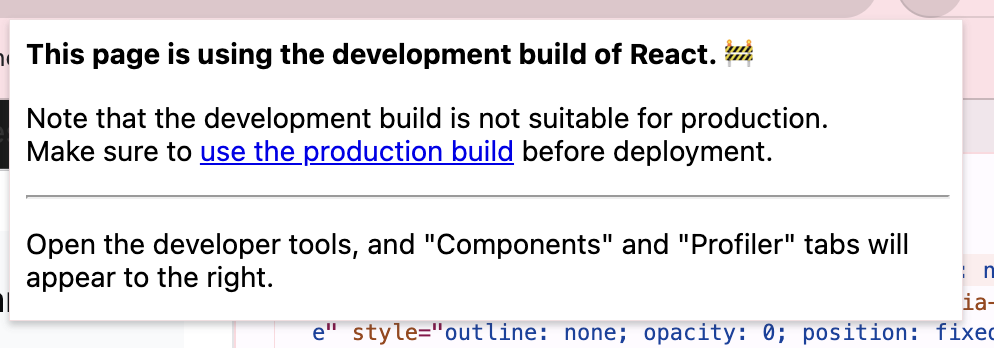 This page is using the development build of React. 🚧
Note that the development build is not suitable for production.
Make sure to use the production build before deployment.
Open the developer tools, and "Components" and "Profiler" tabs will
appear to the right.
e" style="outline: none; opacity: 0; position: fixed